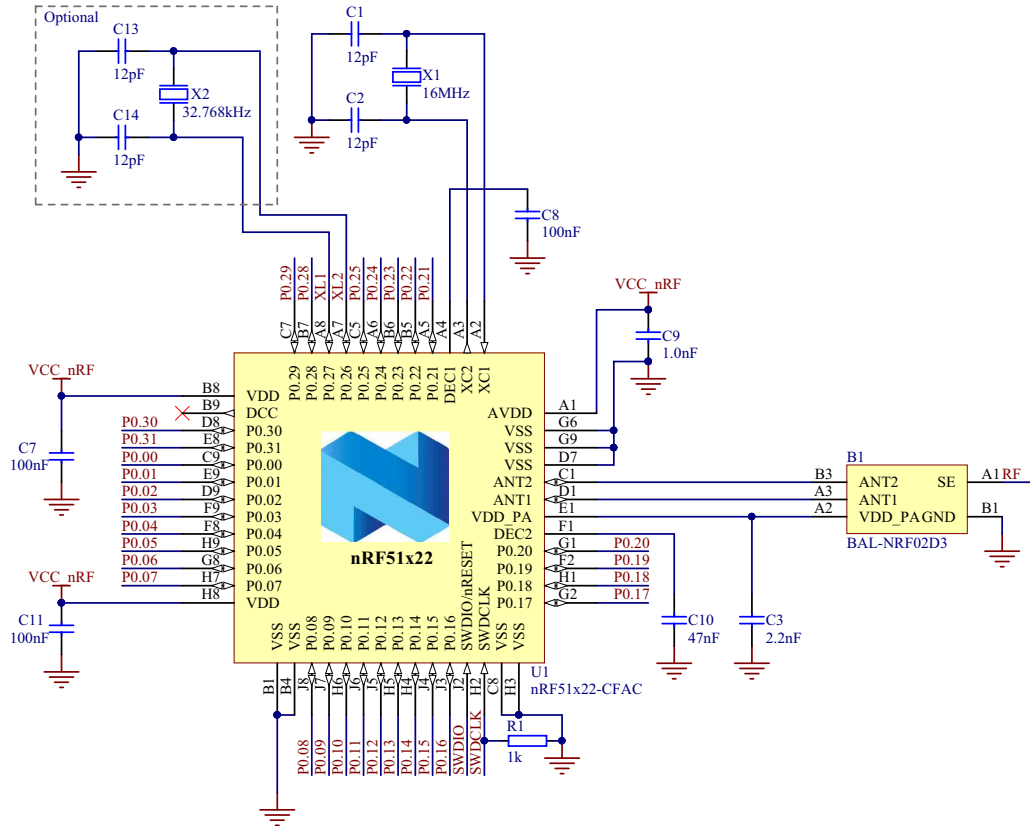 Optional
C13
12pF
X2
32.768kHz
C14
12pF
C1
12pF
X1
16MHz
C2
12pF
C8
100nF
P0.29
P0.28
XL1
XL2
P0.25
P0.24
P0.23
P0.22
P0.21
C7
B7
A8
A7
C5
A6
B6
B5
A5
A4
A3
A2
P0.29
P0.28
P0.27
P0.26
P0.25
P0.24
P0.23
P0.22
P0.21
DEC1
XC2
XC1
VCC_nRF
C9
1.0nF
VCC_nRF
C7
100nF
B8 VDD
B9 DCC
P0.30 D8 P0.30
P0.31 E8 P0.31
P0.00 C9 P0.00
P0.01 E9 P0.01
P0.02 D9 P0.02
P0.03 F9 P0.03
P0.04 F8 P0.04
P0.05 H9 P0.05
P0.06 G8 P0.06
P0.07 H7 P0.07
H8 VDD
VCC_nRF
C11
100nF
nRF51x22
AVDD A1
VSS G6
VSS G9
VSS D7
ANT2 C1
ANT1 D1
VDD_PA E1
DEC2 F1
P0.20 G1 P0.20
P0.19 F2 P0.19
P0.18 H1 P0.18
P0.17 G2 P0.17
B1
B3 ANT2 SE A1 RF
A3 ANT1
A2 VDD_PA GND B1
BAL-NRF02D3
C10
47nF
C3
2.2nF
VSS
VSS
P0.08
P0.09
P0.10
P0.11
P0.12
P0.13
P0.14
P0.15
P0.16
SWDIO/nRESET
SWDCLK
VSS
VSS
U1
nRF51x22-CFAC
B1
B4
J8
J7
H6
J6
J5
H5
H4
J4
J3
J2
H2
C8
H3
P0.08
P0.09
P0.10
P0.11
P0.12
P0.13
P0.14
P0.15
P0.16
SWDIO
SWDCLK
R1
1k